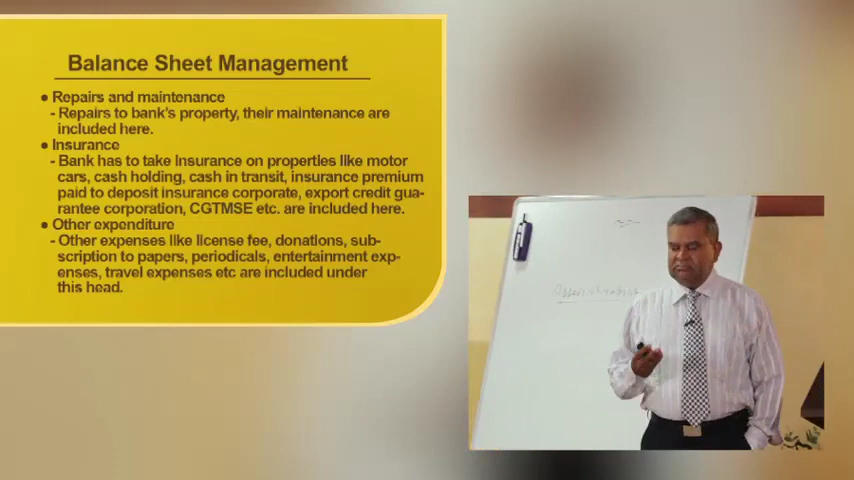 Balance Sheet Management
● Repairs and maintenance
- Repairs to bank's property, their maintenance are
included here.
● Insurance
- Bank has to take Insurance on properties like motor
cars, cash holding, cash in transit, insurance premium
paid to deposit insurance corporate, export credit gua-
rantee corporation, CGTMSE etc. are included here.
● Other expenditure
- Other expenses like license fee, donations, sub-
scription to papers, periodicals, entertainment exp-
enses, travel expenses etc are included under
this head.